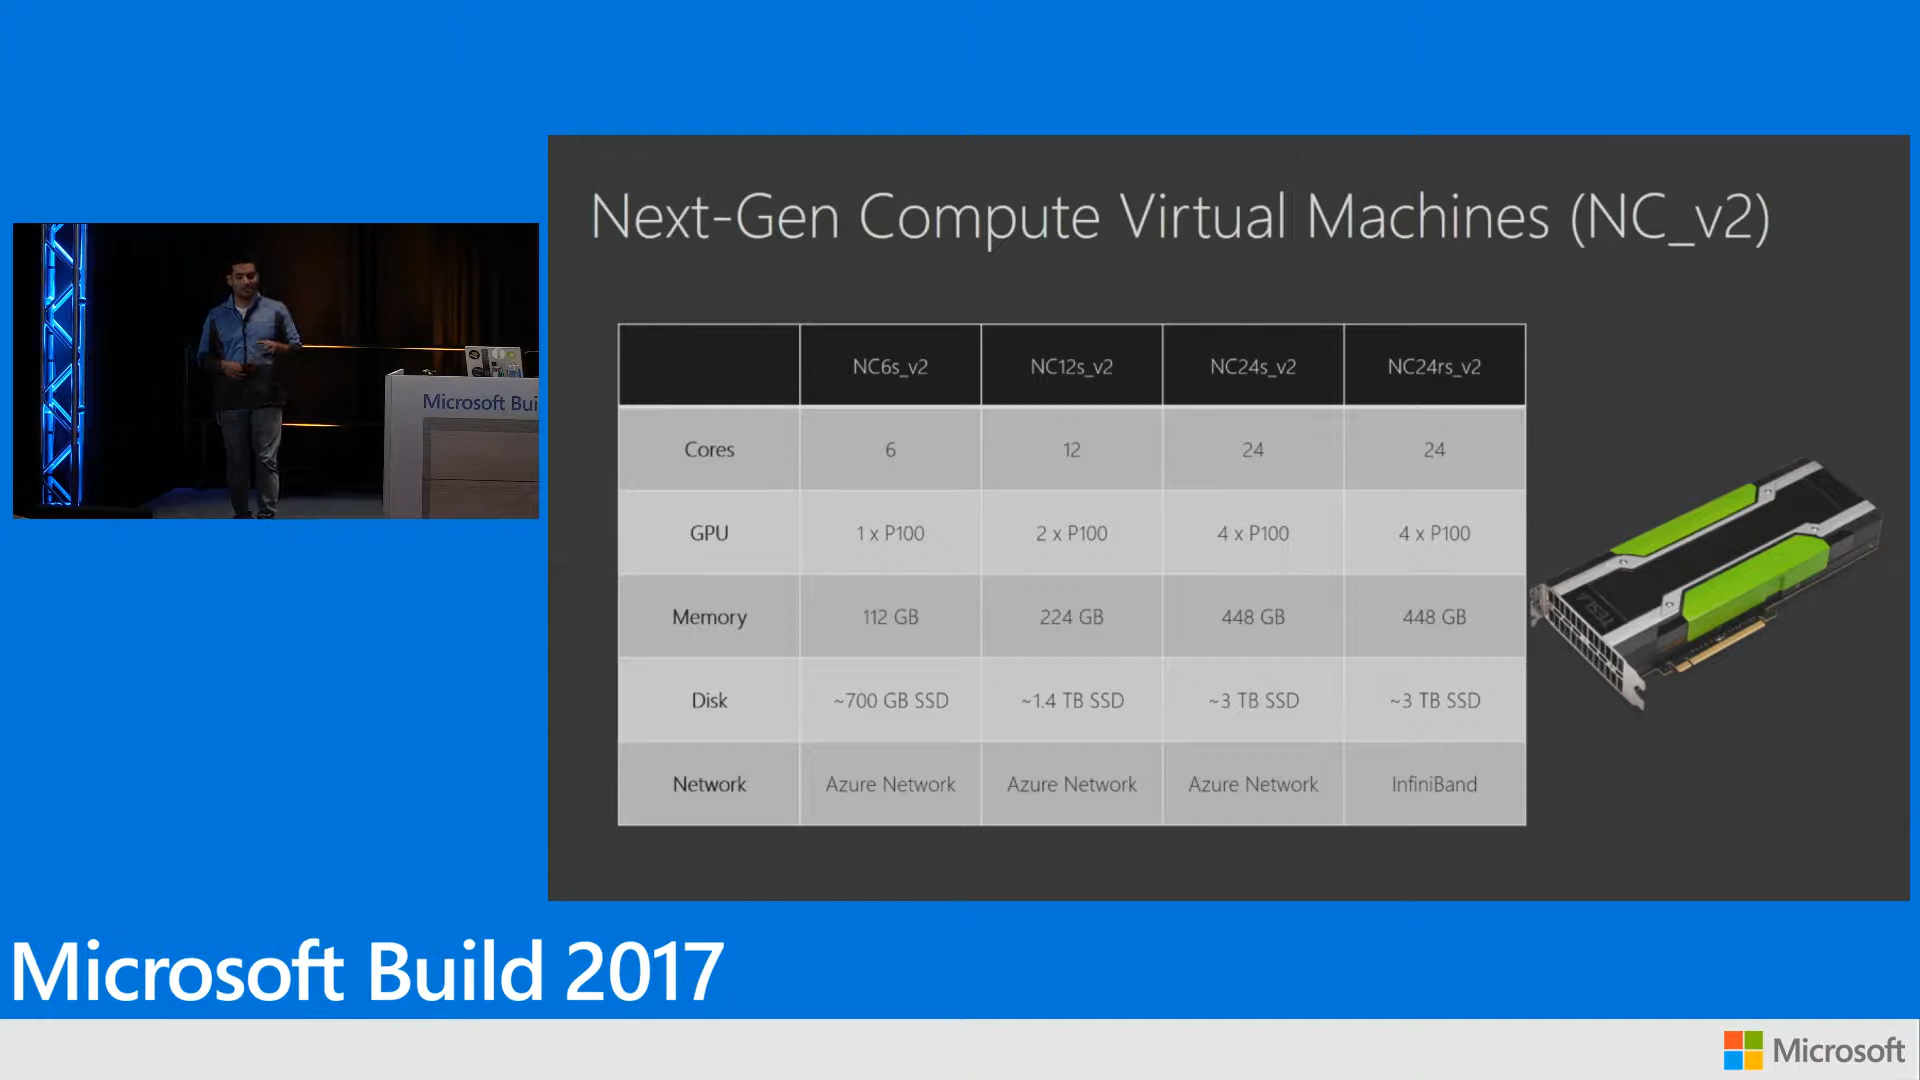 Next-Gen Compute Virtual Machines (NC_v2)
NC6s_v2 NC12s_v2 NC24s_v2 NC24rs_v2
Cores 6 12 24 24
GPU 1 x P100 2 x P100 4 x P100 4 x P100
Memory 112 GB 224 GB 448 GB 448 GB
Disk ~700 GB SSD ~1.4 TB SSD ~3 TB SSD ~3 TB SSD
Network Azure Network Azure Network Azure Network InfiniBand
TESLA
Microsoft Bui
Microsoft Build 2017
Microsoft